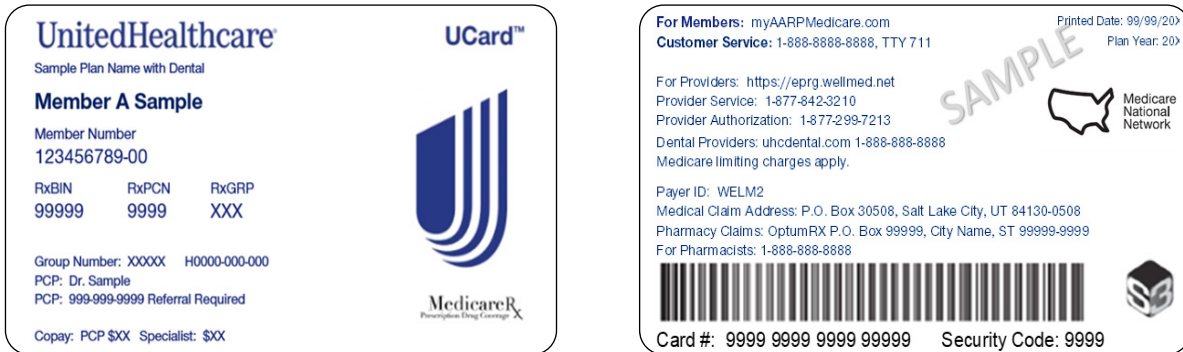 UnitedHealthcare®
Sample Plan Name with Dental
Member A Sample
Member Number
123456789-00
RxBIN RxPCN RxGRP
99999 9999 XXX
Group Number: XXXXX H0000-000-000
PCP: Dr. Sample
PCP: 999-999-9999 Referral Required
Copay: PCP $XX Specialist: $XX
UCard™
MedicareRx
Prescription Drug Coverage
For Members: myAARPMedicare.com
Customer Service: 1-888-8888-8888, TTY 711
Printed Date: 99/99/20X
Plan Year: 20X
SAMPLE
For Providers: https://eprg.wellmed.net
Provider Service: 1-877-842-3210
Provider Authorization: 1-877-299-7213
Dental Providers: uhcdental.com 1-888-888-8888
Medicare limiting charges apply.
Medicare
National
Network
Payer ID: WELM2
Medical Claim Address: P.O. Box 30508, Salt Lake City, UT 84130-0508
Pharmacy Claims: OptumRX P.O. Box 99999, City Name, ST 99999-9999
For Pharmacists: 1-888-888-8888
S3
Card #: 9999 9999 9999 99999 Security Code: 9999